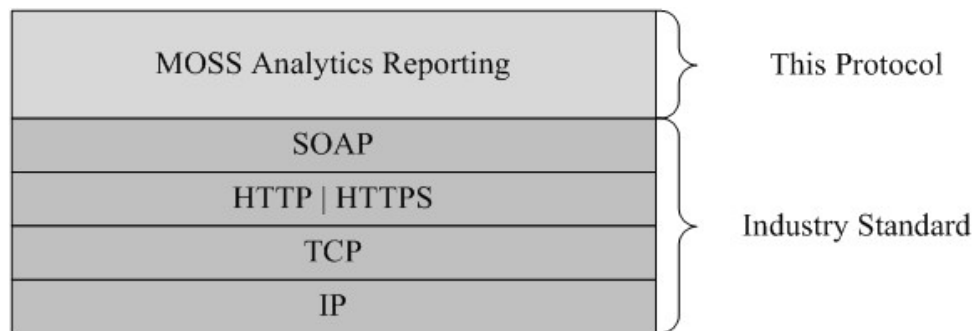 MOSS Analytics Reporting
This Protocol
SOAP
HTTP | HTTPS
TCP
IP
Industry Standard